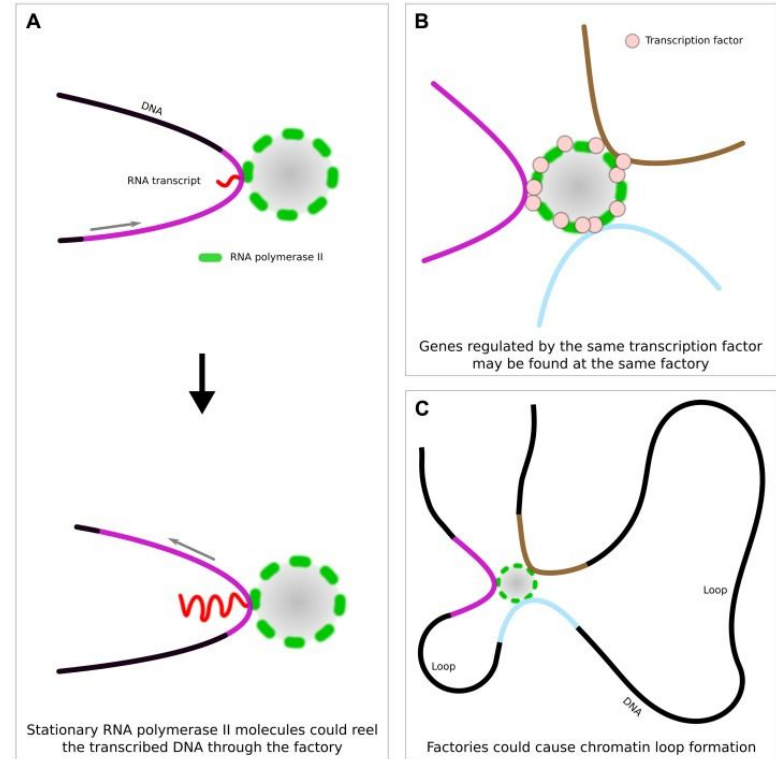 A
DNA
RNA transcript
RNA polymerase II
Stationary RNA polymerase II molecules could reel
the transcribed DNA through the factory
B
Transcription factor
Genes regulated by the same transcription factor
may be found at the same factory
C
Loop
Loop
DNA
Factories could cause chromatin loop formation